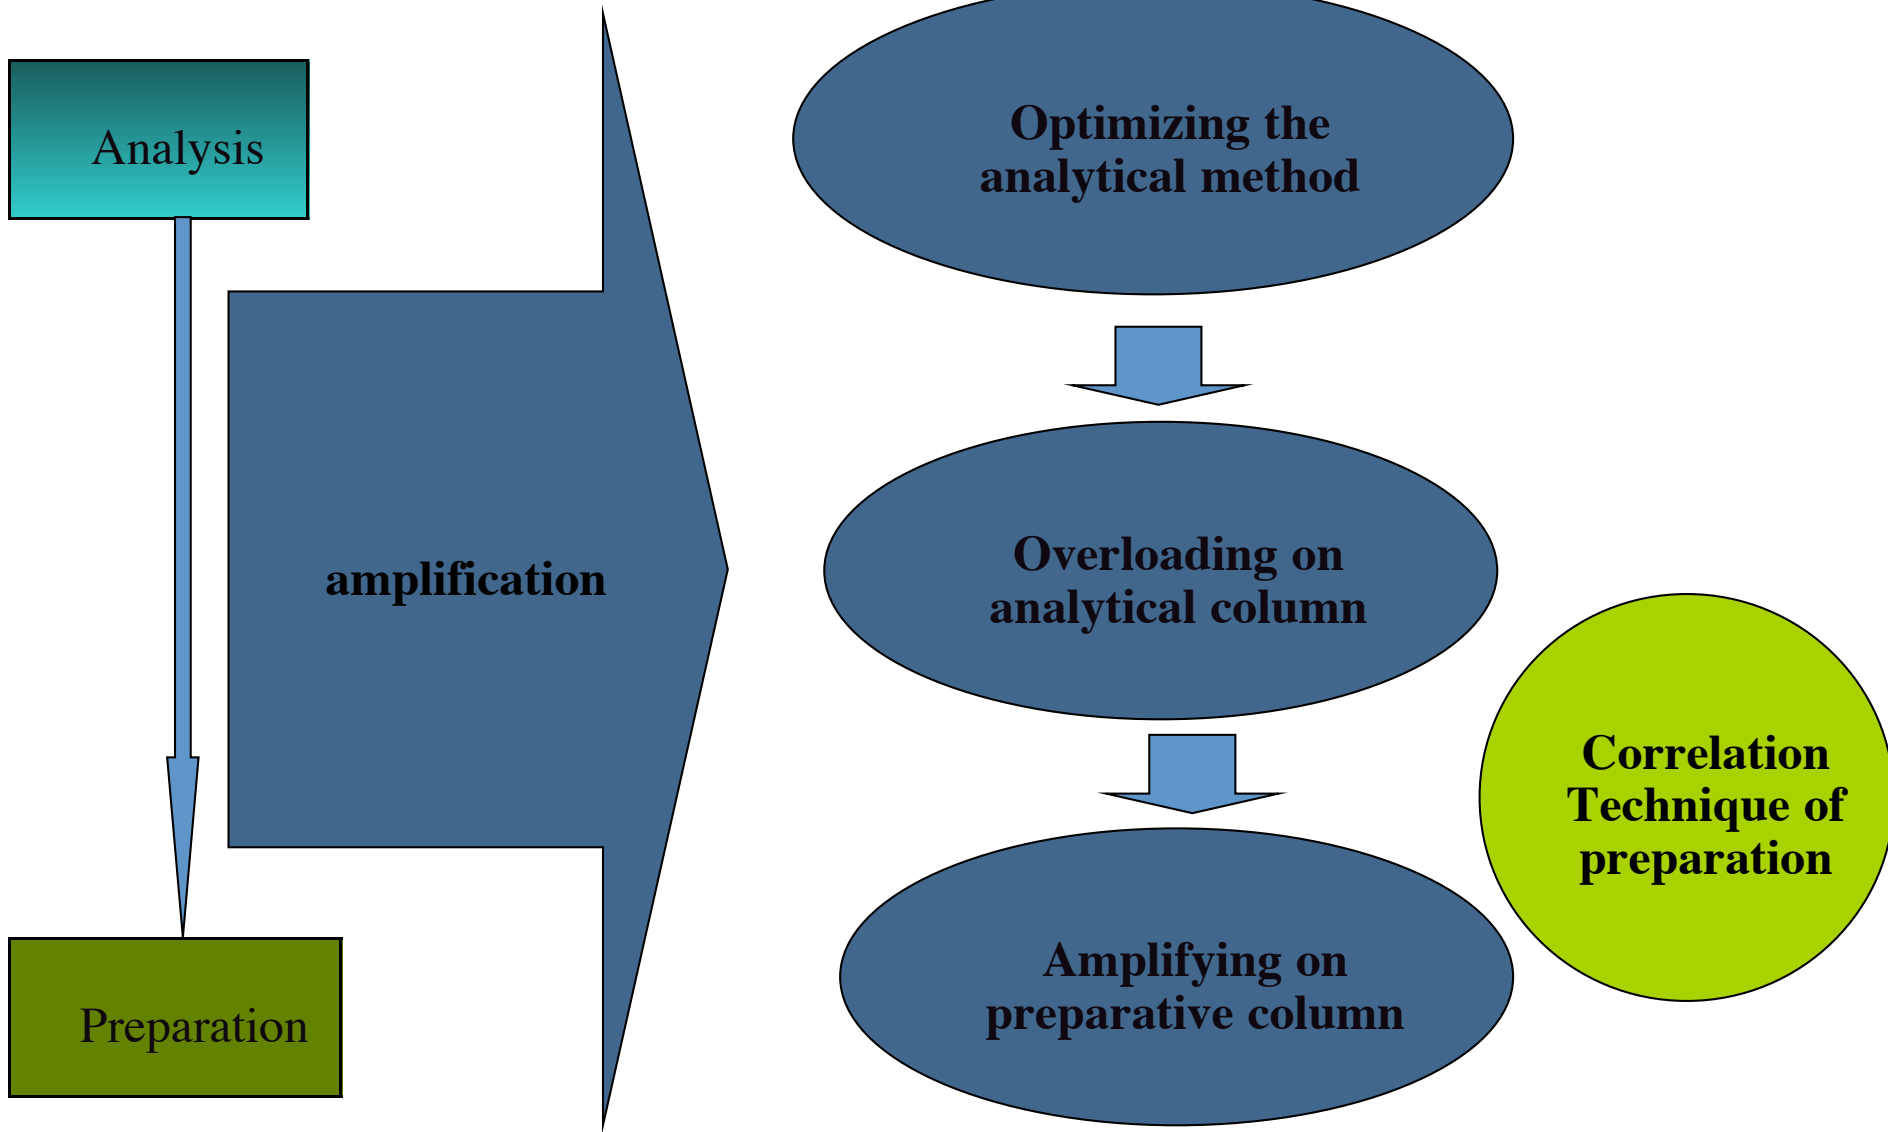 Analysis
Preparation
amplification
Optimizing the
analytical method
Overloading on
analytical column
Amplifying on
preparative column
Correlation
Technique of
preparation